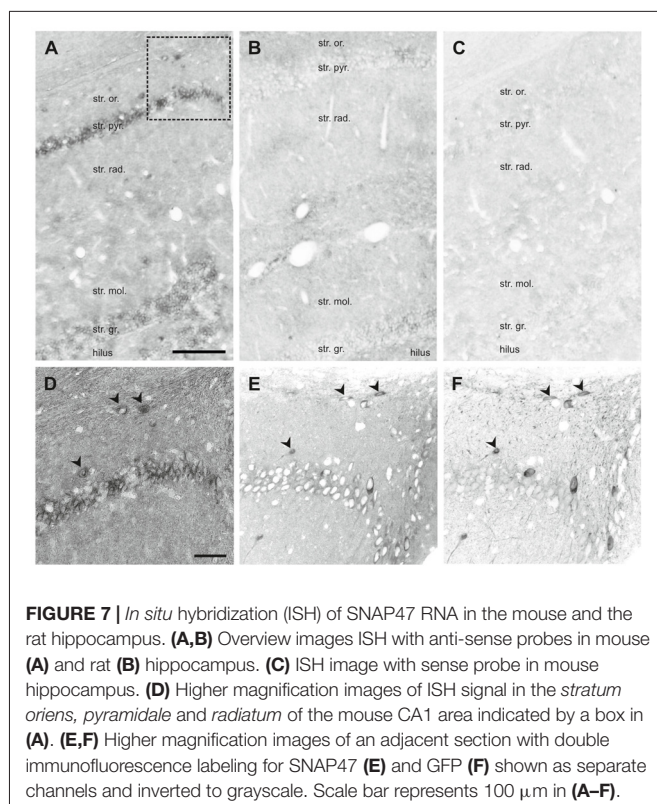 A
str. or.
str. pyr.
str. rad.
str. mol.
str. gr.
hilus
B
str. or.
str. pyr.
str. rad.
str. mol.
str. gr.
hilus
C
str. or.
str. pyr.
str. rad.
str. mol.
str. gr.
hilus
D
E
F
FIGURE 7 | In situ hybridization (ISH) of SNAP47 RNA in the mouse and the
rat hippocampus. (A,B) Overview images ISH with anti-sense probes in mouse
(A) and rat (B) hippocampus. (C) ISH image with sense probe in mouse
hippocampus. (D) Higher magnification images of ISH signal in the stratum
oriens, pyramidale and radiatum of the mouse CA1 area indicated by a box in
(A). (E,F) Higher magnification images of an adjacent section with double
immunofluorescence labeling for SNAP47 (E) and GFP (F) shown as separate
channels and inverted to grayscale. Scale bar represents 100 μm in (A–F).